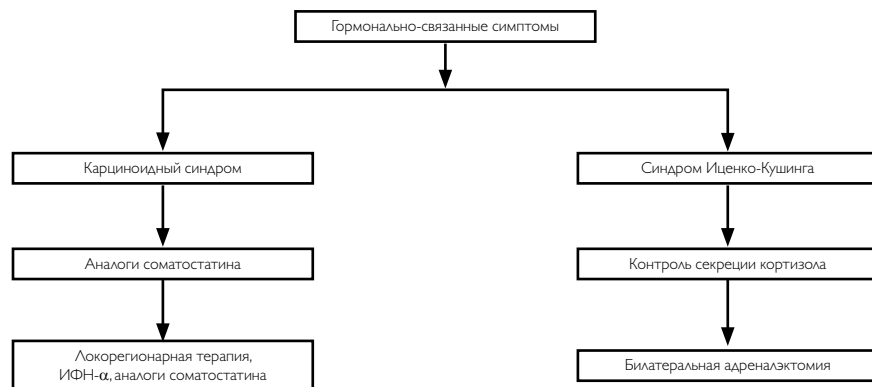 Гормонально-связанные симптомы
Карциноидный синдром
Синдром Иценко-Кушинга
Аналоги соматостатина
Контроль секреции кортизола
Локорегионарная терапия,
ИФН-α, аналоги соматостатина
Билатеральная адреналэктомия